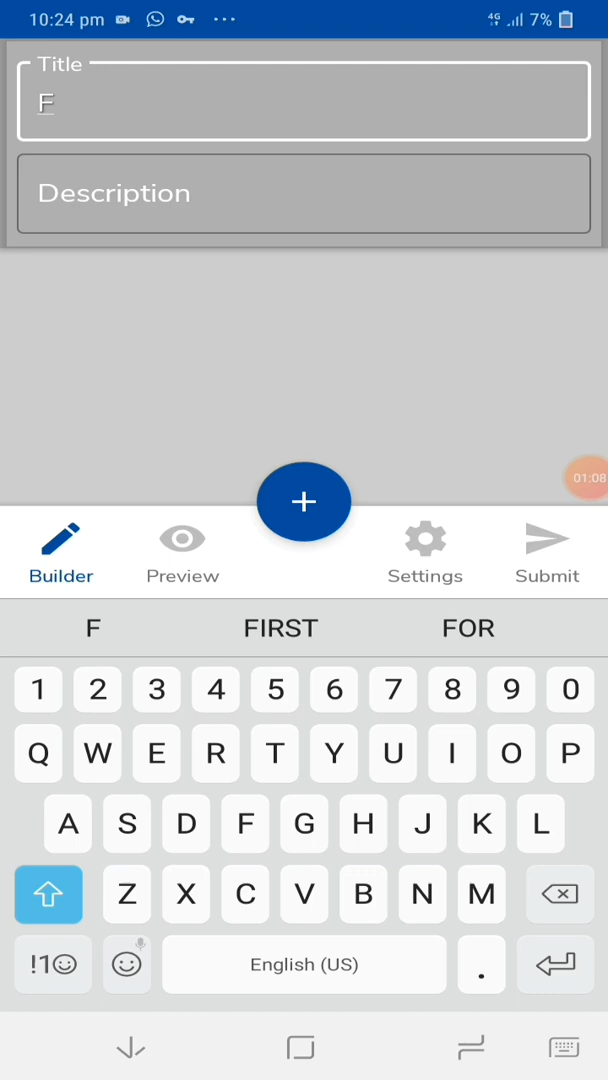 10:24 pm 4G 7%
Title
F
Description
01:08
+
Builder Preview Settings Submit
F FIRST FOR
1 2 3 4 5 6 7 8 9 0
Q W E R T Y U I O P
A S D F G H J K L
Z X C V B N M
!1☺ English (US) .